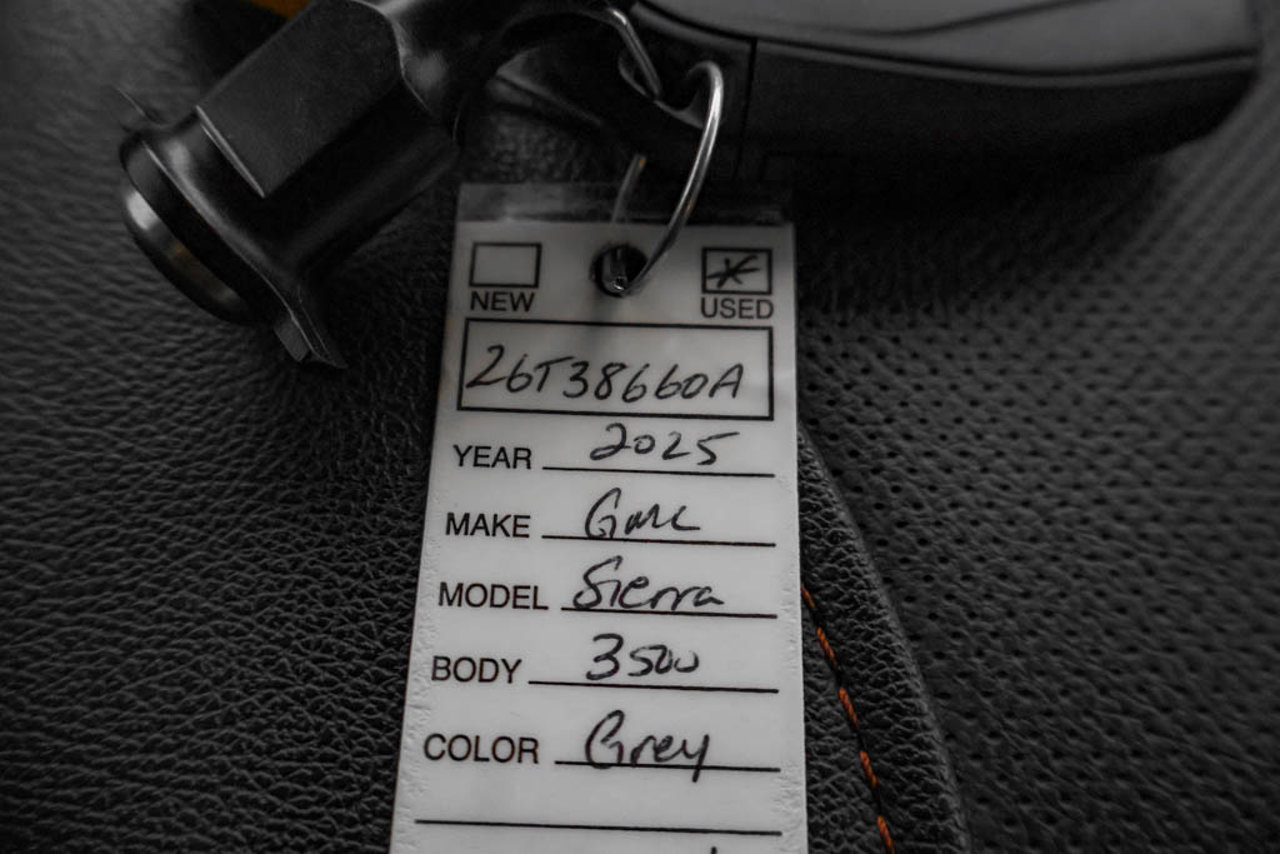 NEW USED
26T38660A
YEAR 2025
MAKE GMC
MODEL Sierra
BODY 3500
COLOR Grey